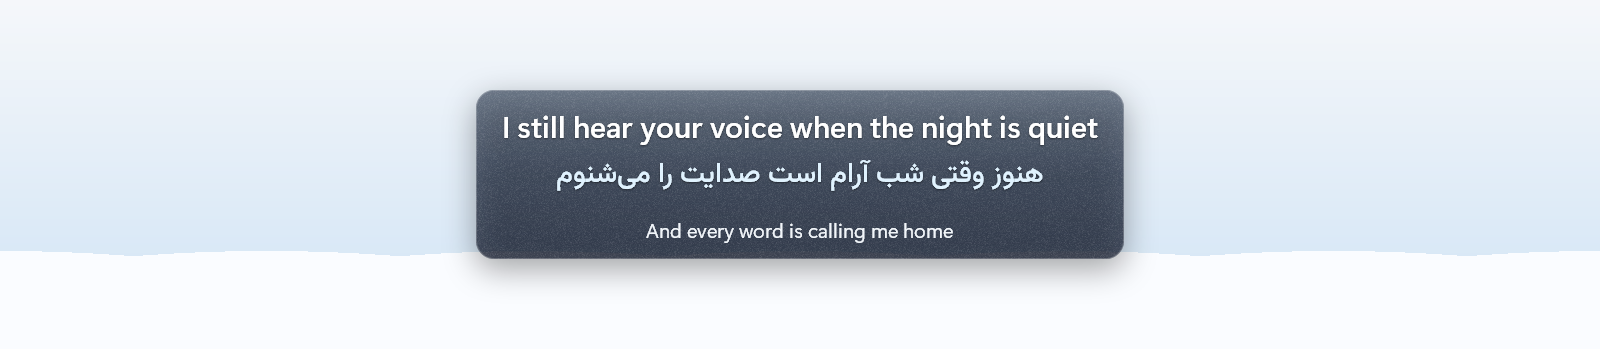 I still hear your voice when the night is quiet
هنوز وقتی شب آرام است صدایت را می‌شنوم
And every word is calling me home